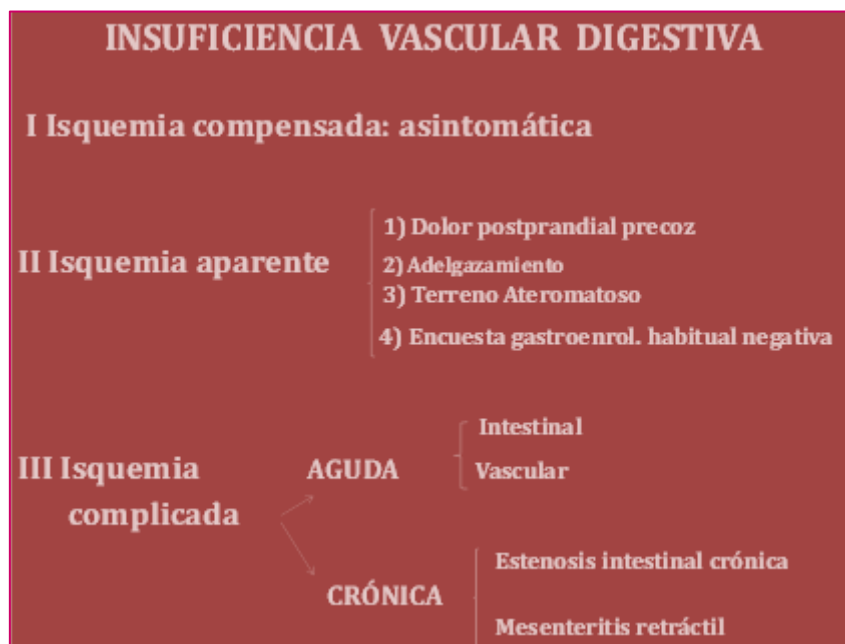 INSUFICIENCIA VASCULAR DIGESTIVA
I Isquemia compensada: asintomática
II Isquemia aparente
1) Dolor postprandial precoz
2) Adelgazamiento
3) Terreno Ateromatoso
4) Encuesta gastroenrol. habitual negativa
III Isquemia
complicada
AGUDA
Intestinal
Vascular
CRÓNICA
Estenosis intestinal crónica
Mesenteritis retráctil